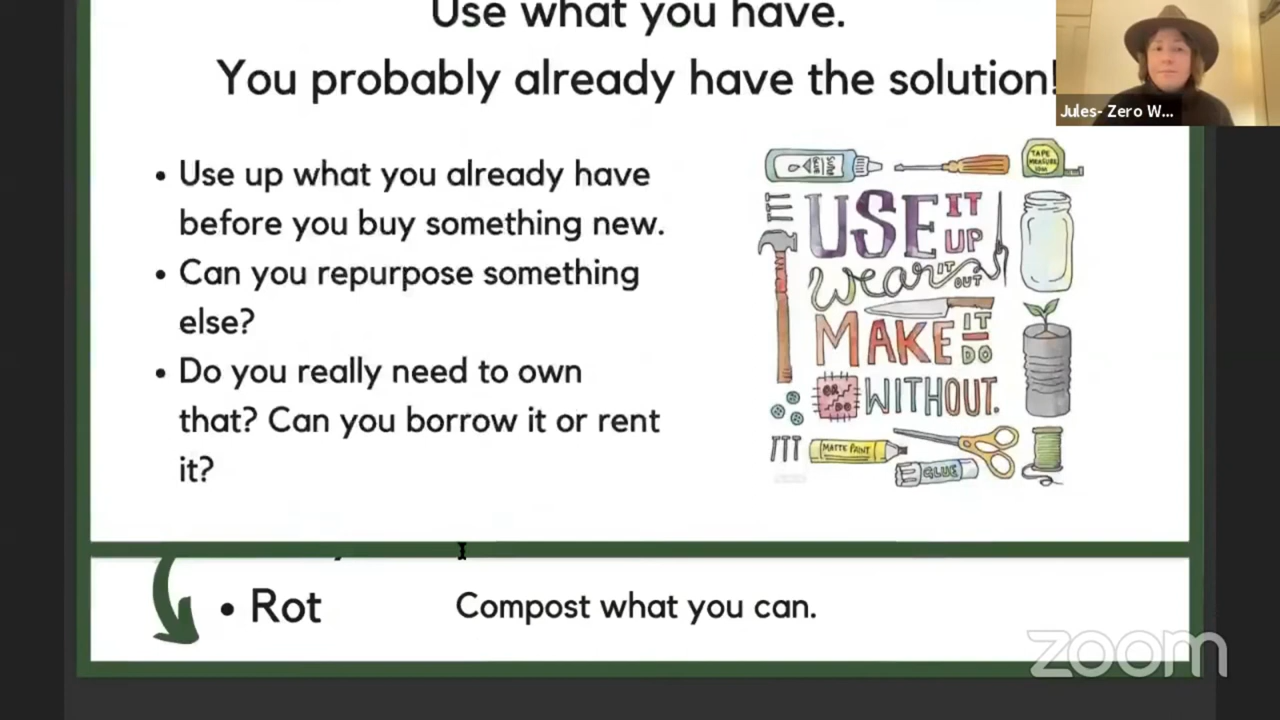 Use what you have.
You probably already have the solution!
Jules- Zero W...
• Use up what you already have
before you buy something new.
• Can you repurpose something
else?
• Do you really need to own
that? Can you borrow it or rent
it?
TAPE
MEASURE
USE IT
UP
wear IT
OUT
MAKE IT
DO
OR
DO
WITHOUT.
MATTE PAINT
GLUE
• Rot
Compost what you can.
zoom